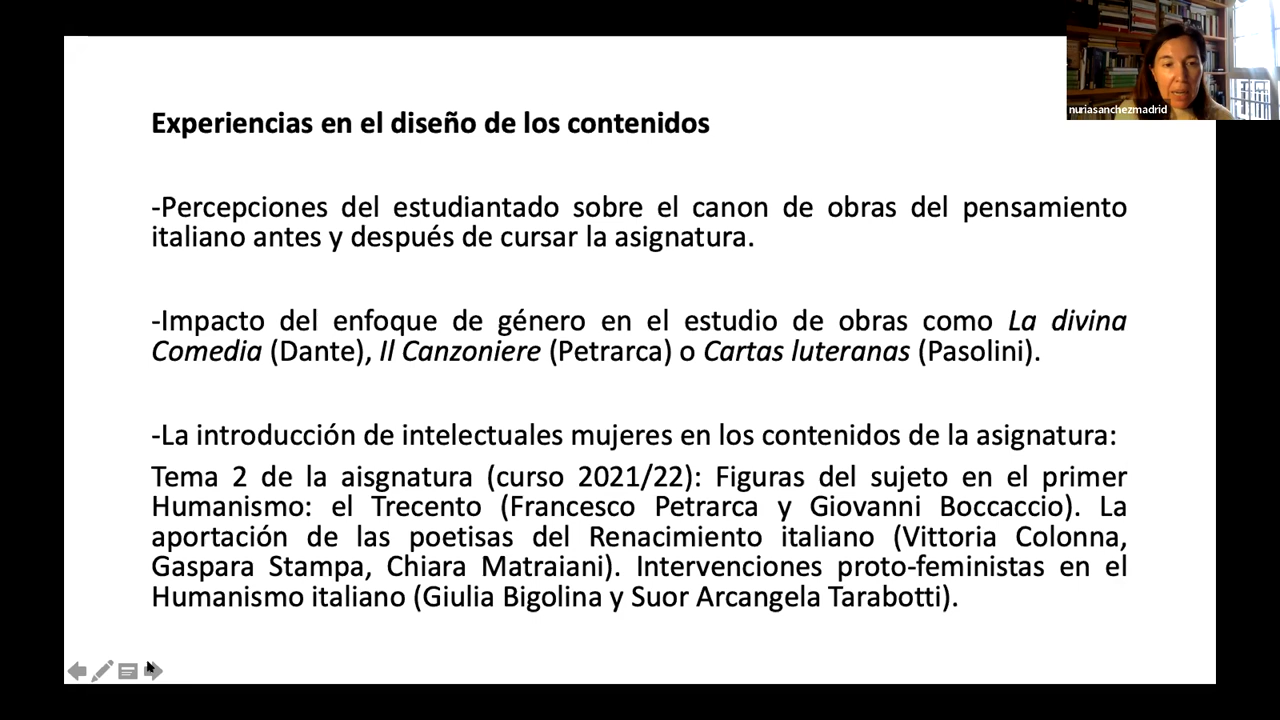 nuriasanchezmadrid
Experiencias en el diseño de los contenidos
-Percepciones del estudiantado sobre el canon de obras del pensamiento
italiano antes y después de cursar la asignatura.
-Impacto del enfoque de género en el estudio de obras como La divina
Comedia (Dante), Il Canzoniere (Petrarca) o Cartas luteranas (Pasolini).
-La introducción de intelectuales mujeres en los contenidos de la asignatura:
Tema 2 de la aisgnatura (curso 2021/22): Figuras del sujeto en el primer
Humanismo: el Trecento (Francesco Petrarca y Giovanni Boccaccio). La
aportación de las poetisas del Renacimiento italiano (Vittoria Colonna,
Gaspara Stampa, Chiara Matraiani). Intervenciones proto-feministas en el
Humanismo italiano (Giulia Bigolina y Suor Arcangela Tarabotti).